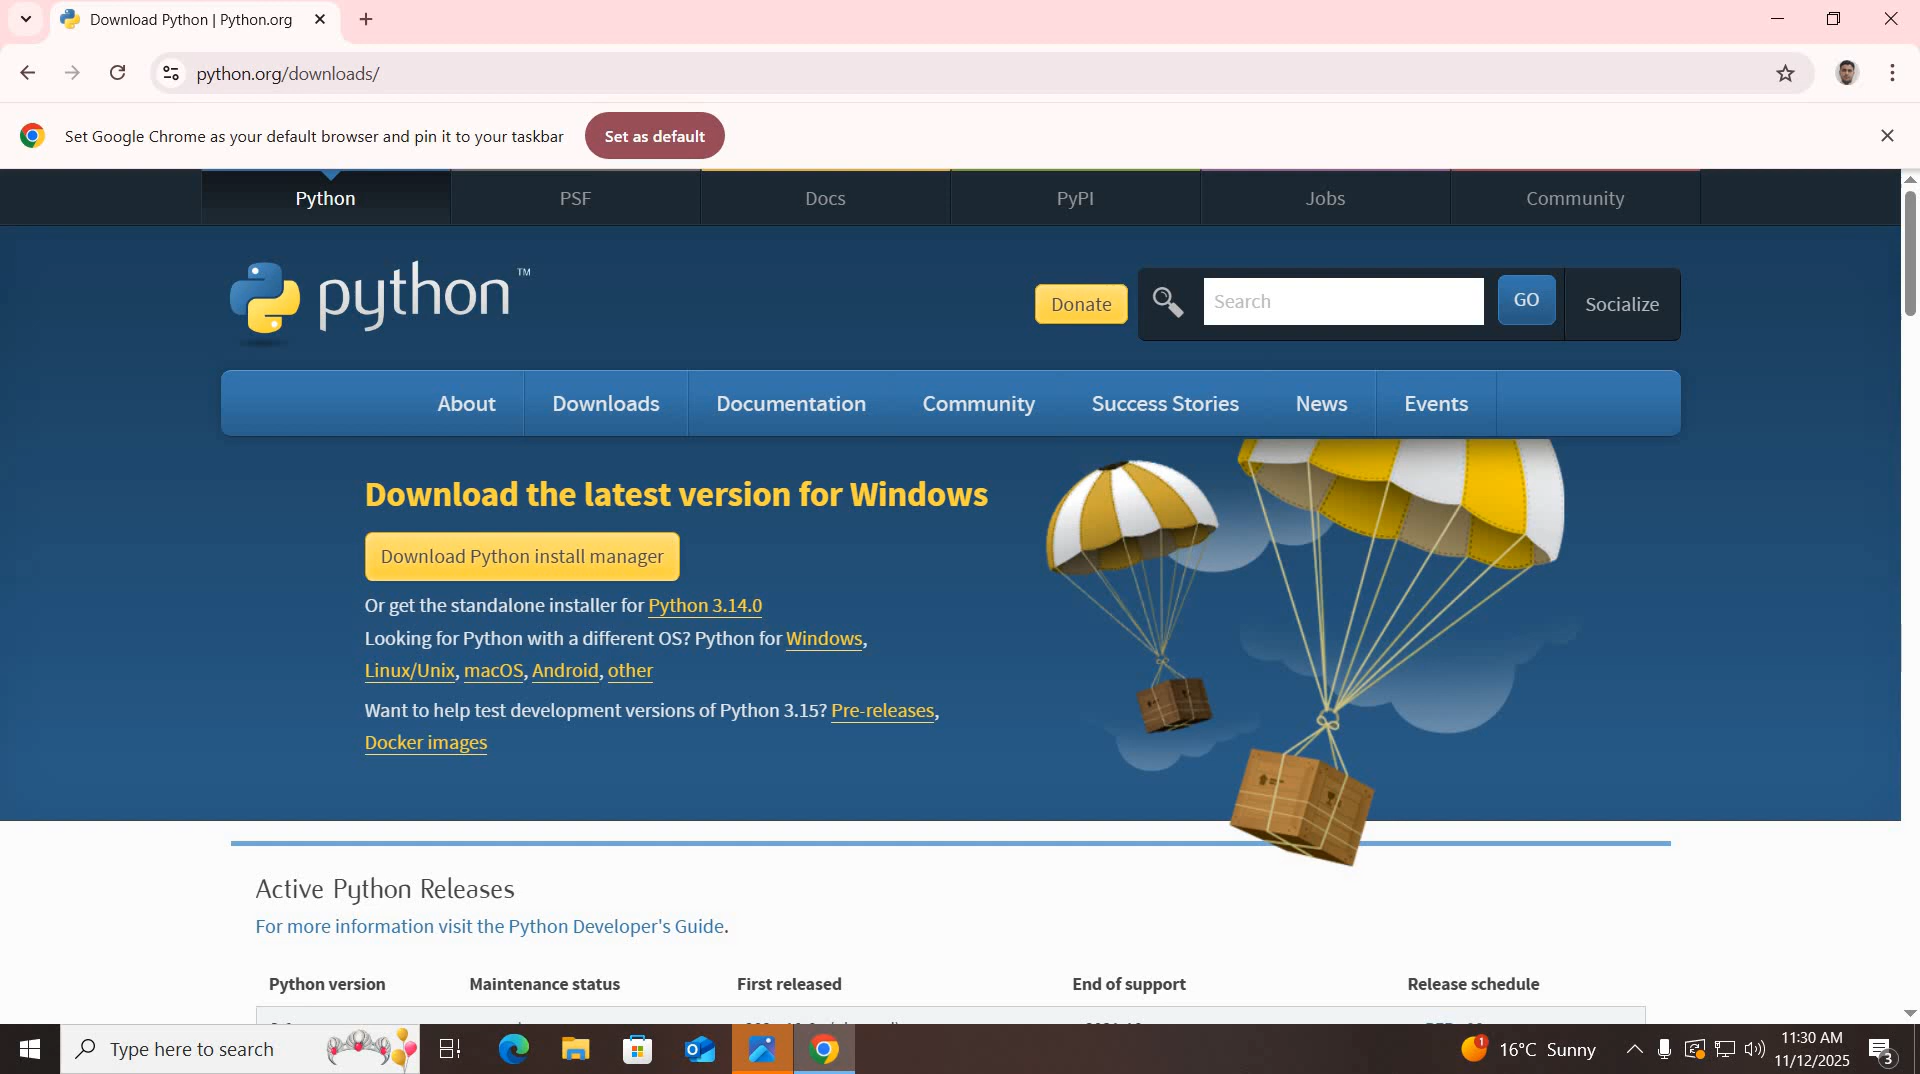 Download Python | Python.org
python.org/downloads/
Set Google Chrome as your default browser and pin it to your taskbar Set as default
Python PSF Docs PyPI Jobs Community
python™
Donate Search GO Socialize
About Downloads Documentation Community Success Stories News Events
Download the latest version for Windows
Download Python install manager
Or get the standalone installer for Python 3.14.0
Looking for Python with a different OS? Python for Windows,
Linux/Unix, macOS, Android, other
Want to help test development versions of Python 3.15? Pre-releases,
Docker images
Active Python Releases
For more information visit the Python Developer's Guide.
Python version Maintenance status First released End of support Release schedule
Type here to search
1 16°C Sunny
11:30 AM
11/12/2025
3